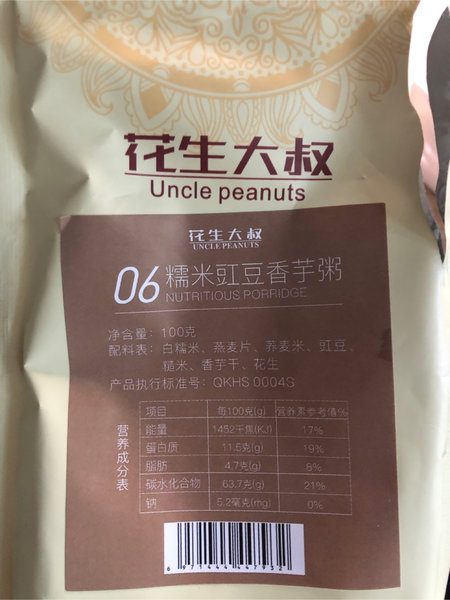 花生大叔
Uncle peanuts
花生大叔
UNCLE PEANUTS
06 糯米豇豆香芋粥
NUTRITIOUS PORRIDGE
净含量：100克
配料表：白糯米、燕麦片、荞麦米、豇豆、
糙米、香芋干、花生
产品执行标准号：QKHS 0004S
营养成分表
项目 每100克(g) 营养素参考值%
能量 1452千焦(KJ) 17%
蛋白质 11.5克(g) 19%
脂肪 4.7克(g) 8%
碳水化合物 63.7克(g) 21%
钠 5.2毫克(mg) 0%
6 971444 447932